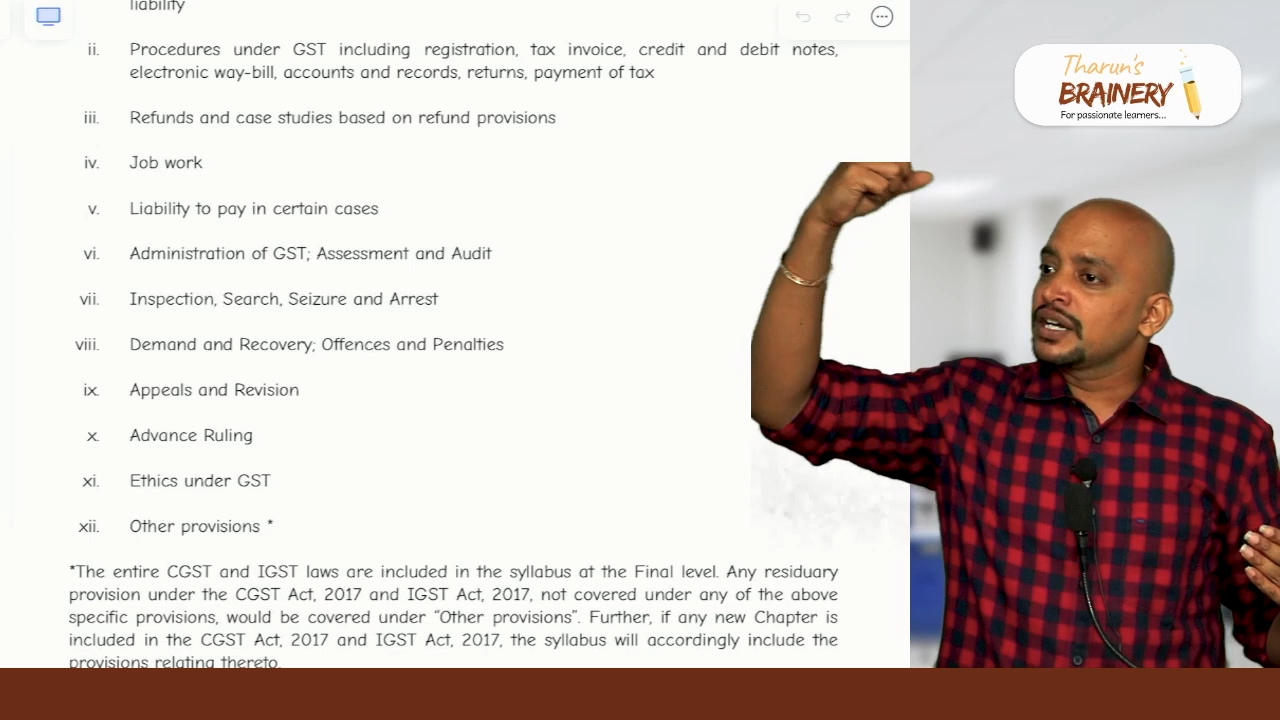 liability
ii. Procedures under GST including registration, tax invoice, credit and debit notes,
electronic way-bill, accounts and records, returns, payment of tax
iii. Refunds and case studies based on refund provisions
iv. Job work
v. Liability to pay in certain cases
vi. Administration of GST; Assessment and Audit
vii. Inspection, Search, Seizure and Arrest
viii. Demand and Recovery; Offences and Penalties
ix. Appeals and Revision
x. Advance Ruling
xi. Ethics under GST
xii. Other provisions *
*The entire CGST and IGST laws are included in the syllabus at the Final level. Any residuary
provision under the CGST Act, 2017 and IGST Act, 2017, not covered under any of the above
specific provisions, would be covered under “Other provisions”. Further, if any new Chapter is
included in the CGST Act, 2017 and IGST Act, 2017, the syllabus will accordingly include the
provisions relating thereto.
Tharun's
BRAINERY
For passionate learners...